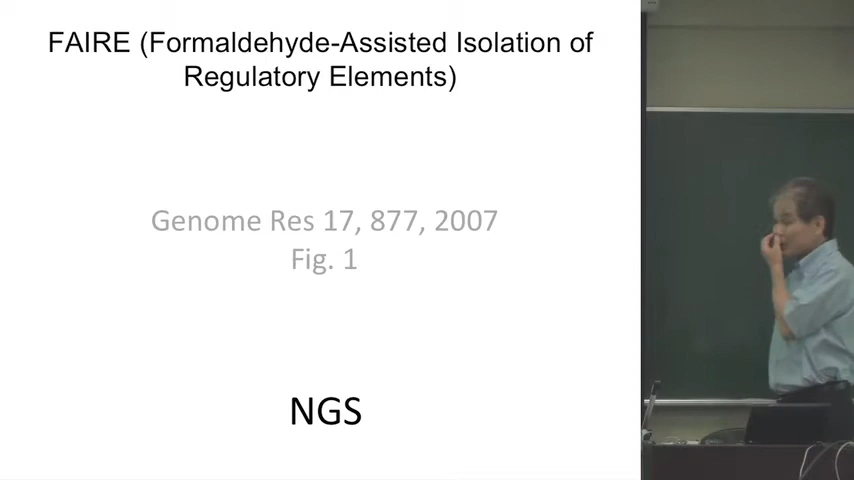 FAIRE (Formaldehyde-Assisted Isolation of
Regulatory Elements)
Genome Res 17, 877, 2007
Fig. 1
NGS